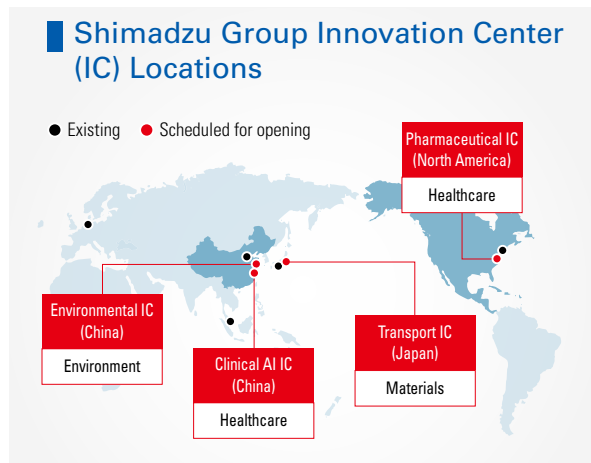 Shimadzu Group Innovation Center
(IC) Locations
Existing
Scheduled for opening
Pharmaceutical IC
(North America)
Healthcare
Environmental IC
(China)
Environment
Clinical AI IC
(China)
Healthcare
Transport IC
(Japan)
Materials